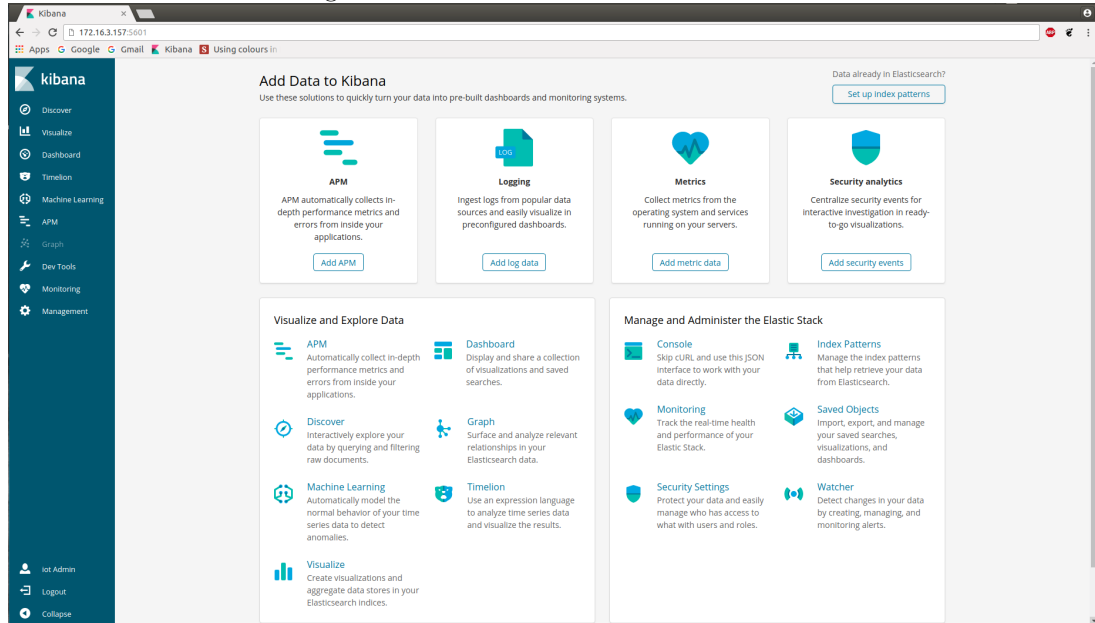 Kibana
172.16.3.157:5601
Apps Google Gmail Kibana Using colours in
kibana
Discover
Visualize
Dashboard
Timelion
Machine Learning
APM
Graph
Dev Tools
Monitoring
Management
iot Admin
Logout
Collapse
Add Data to Kibana
Use these solutions to quickly turn your data into pre-built dashboards and monitoring systems.
Data already in Elasticsearch?
Set up index patterns
APM
APM automatically collects in-
depth performance metrics and
errors from inside your
applications.
Add APM
LOG
Logging
Ingest logs from popular data
sources and easily visualize in
preconfigured dashboards.
Add log data
Metrics
Collect metrics from the
operating system and services
running on your servers.
Add metric data
Security analytics
Centralize security events for
interactive investigation in ready-
to-go visualizations.
Add security events
Visualize and Explore Data
APM
Automatically collect in-depth
performance metrics and
errors from inside your
applications.
Dashboard
Display and share a collection
of visualizations and saved
searches.
Discover
Interactively explore your
data by querying and filtering
raw documents.
Graph
Surface and analyze relevant
relationships in your
Elasticsearch data.
Machine Learning
Automatically model the
normal behavior of your time
series data to detect
anomalies.
Timelion
Use an expression language
to analyze time series data
and visualize the results.
Visualize
Create visualizations and
aggregate data stores in your
Elasticsearch indices.
Manage and Administer the Elastic Stack
Console
Skip cURL and use this JSON
interface to work with your
data directly.
Index Patterns
Manage the index patterns
that help retrieve your data
from Elasticsearch.
Monitoring
Track the real-time health
and performance of your
Elastic Stack.
Saved Objects
Import, export, and manage
your saved searches,
visualizations, and
dashboards.
Security Settings
Protect your data and easily
manage who has access to
what with users and roles.
Watcher
Detect changes in your data
by creating, managing, and
monitoring alerts.